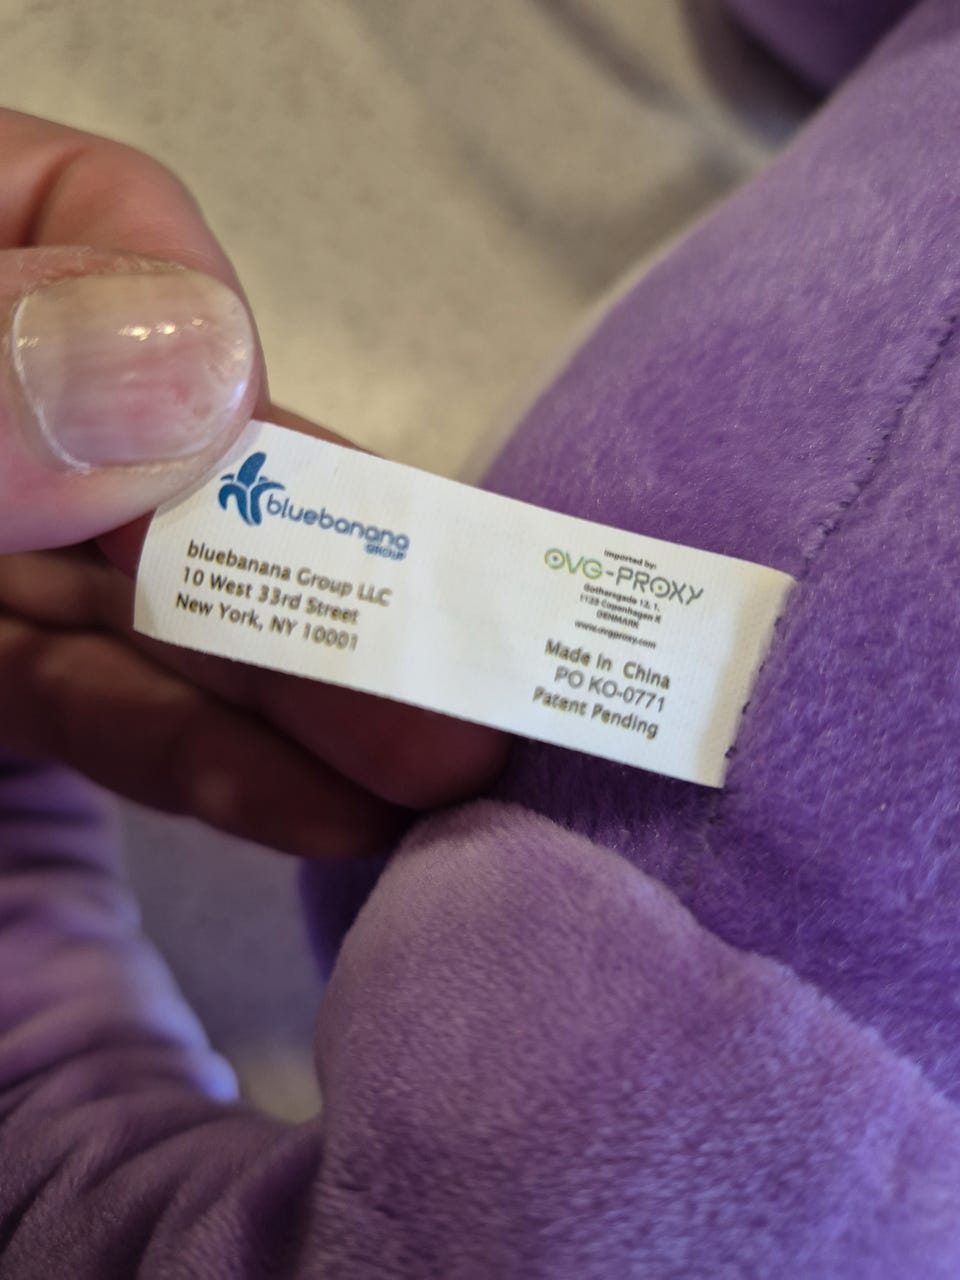 bluebanana
GROUP
bluebanana Group LLC
10 West 33rd Street
New York, NY 10001
Imported by:
OVG-PROXY
Gothersgade 12, 1.
1123 Copenhagen K
DENMARK
www.ovgproxy.com
Made In China
PO KO-0771
Patent Pending